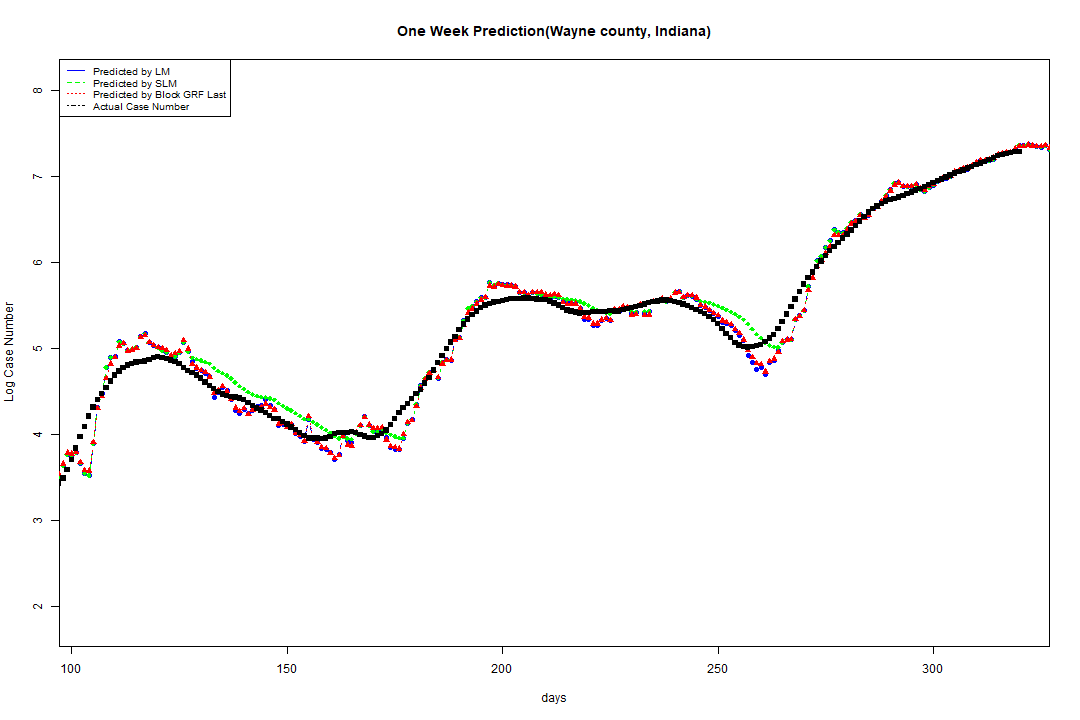 One Week Prediction(Wayne county, Indiana)
Predicted by LM
Predicted by SLM
Predicted by Block GRF Last
Actual Case Number
8
7
6
5
4
3
2
Log Case Number
100 150 200 250 300
days